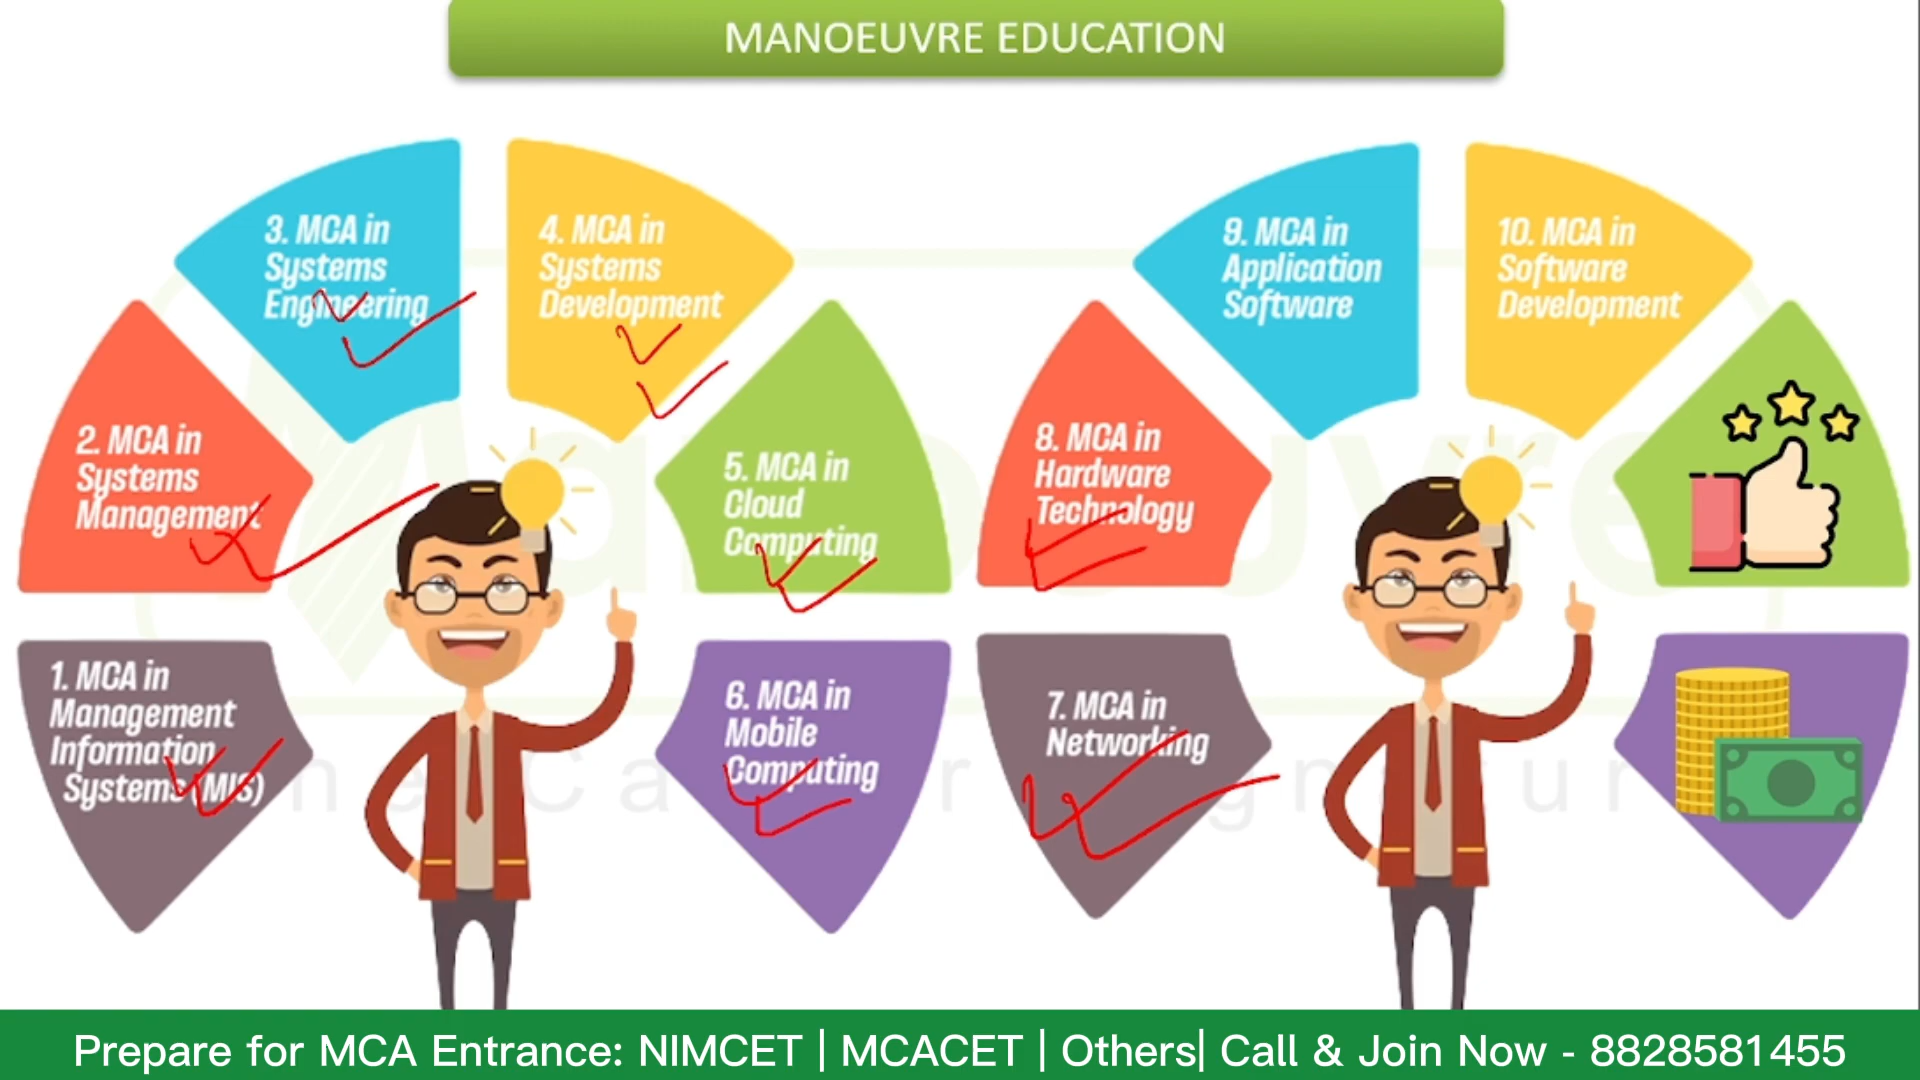 MANOEUVRE EDUCATION
1. MCA in
Management
Information
Systems (MIS)
2. MCA in
Systems
Management
3. MCA in
Systems
Engineering
4. MCA in
Systems
Development
5. MCA in
Cloud
Computing
6. MCA in
Mobile
Computing
7. MCA in
Networking
8. MCA in
Hardware
Technology
9. MCA in
Application
Software
10. MCA in
Software
Development
Prepare for MCA Entrance: NIMCET | MCACET | Others| Call & Join Now - 8828581455